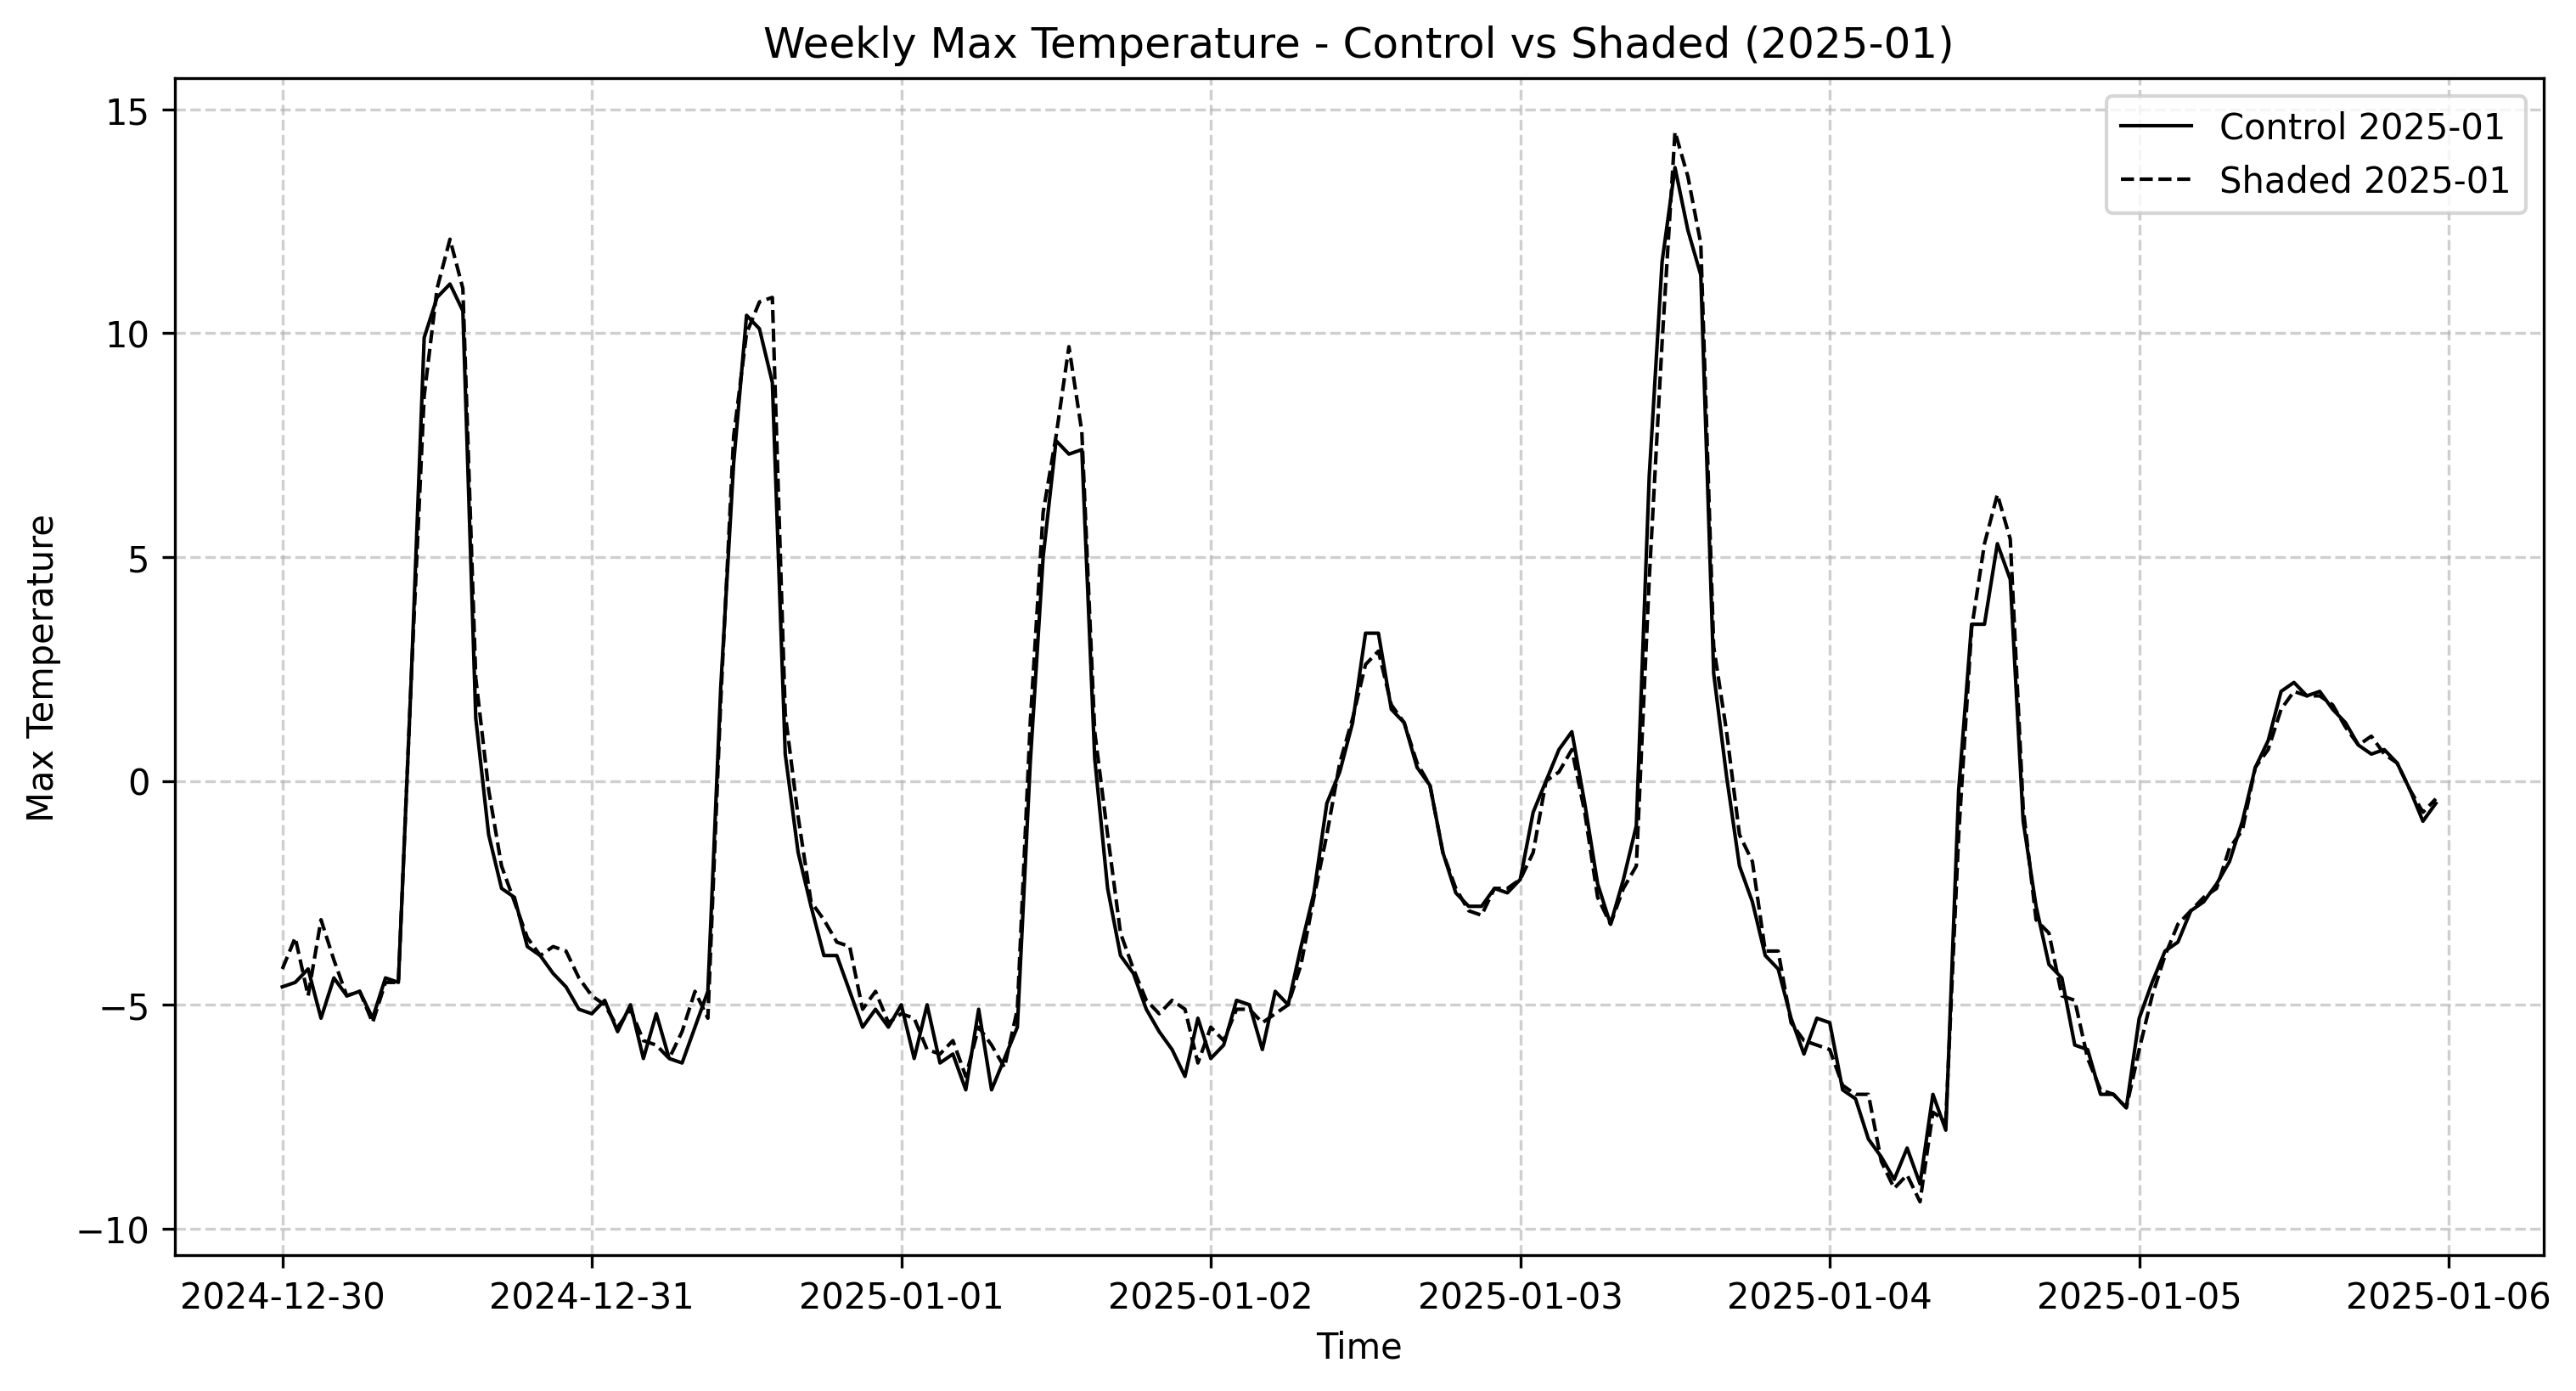 Weekly Max Temperature - Control vs Shaded (2025-01)
Control 2025-01
Shaded 2025-01
Max Temperature
15
10
5
0
−5
−10
2024-12-30 2024-12-31 2025-01-01 2025-01-02 2025-01-03 2025-01-04 2025-01-05 2025-01-06
Time